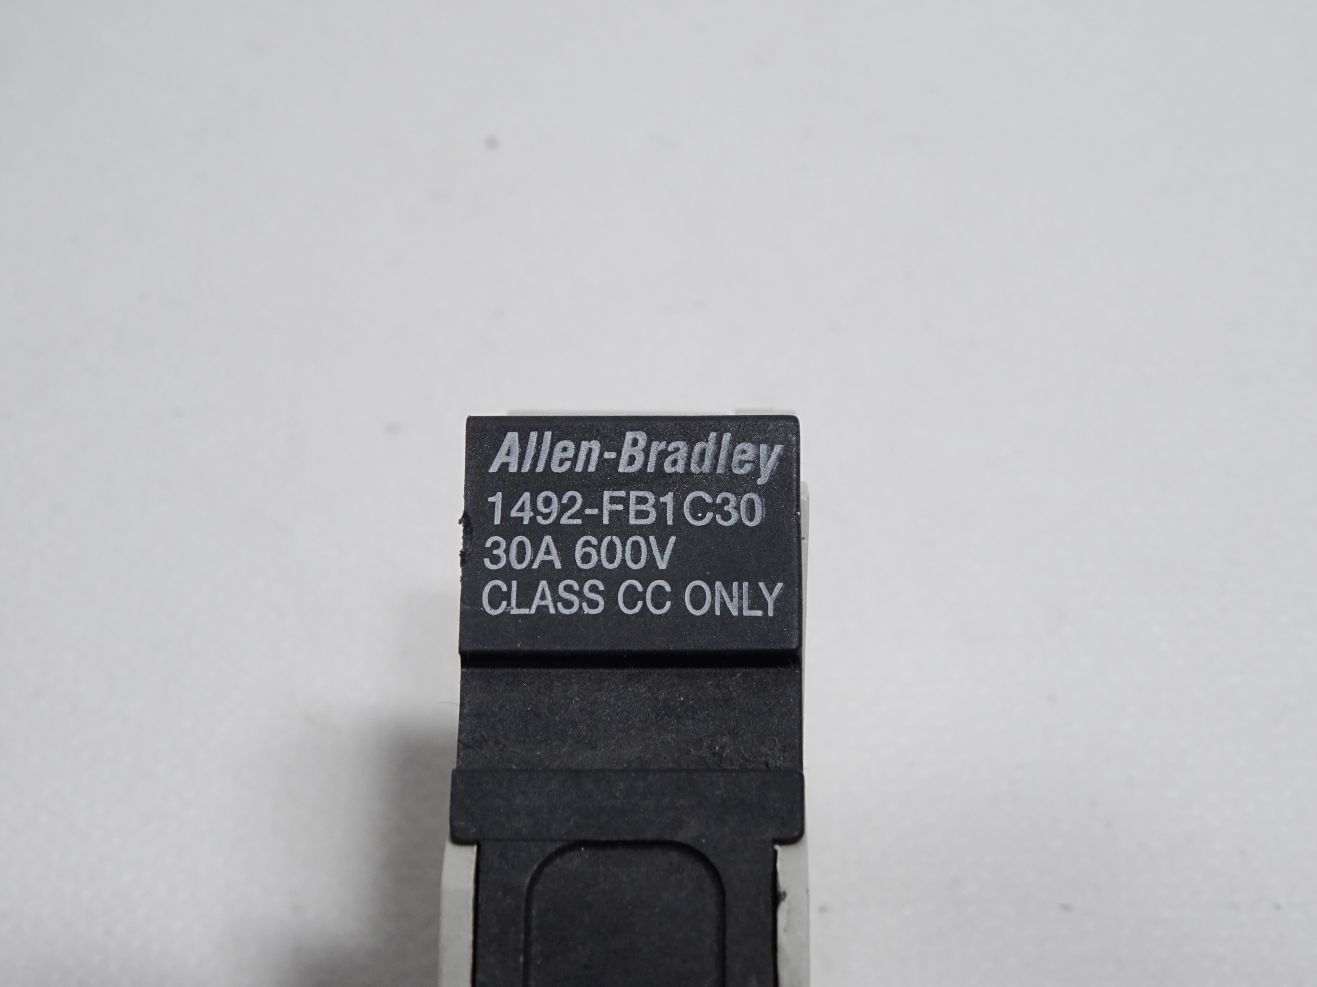 Allen-Bradley
1492-FB1C30
30A 600V
CLASS CC ONLY